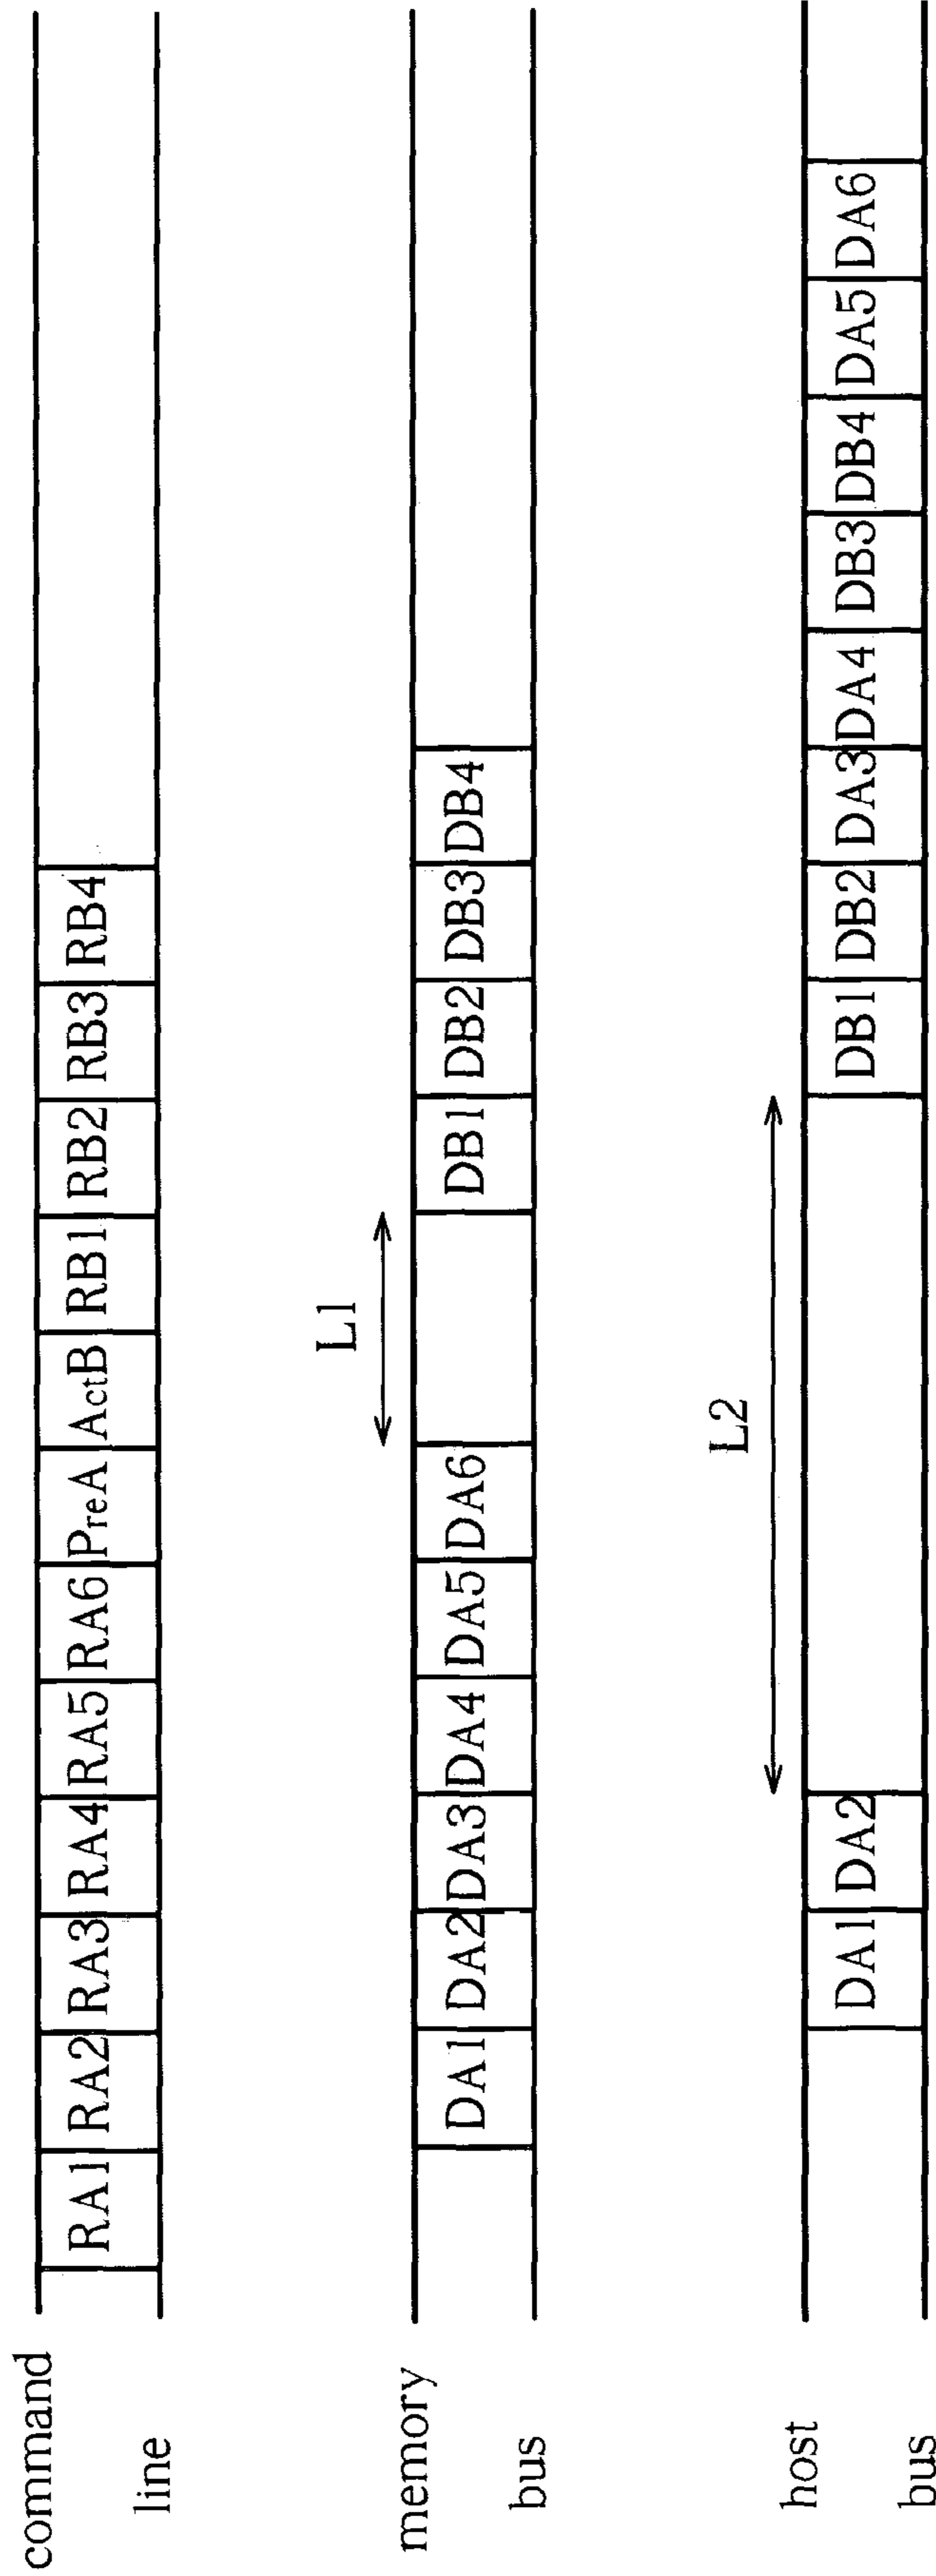 command line
RA1 RA2 RA3 RA4 RA5 RA6 PreA ActB RB1 RB2 RB3 RB4
L1
memory bus
DA1 DA2 DA3 DA4 DA5 DA6 DB1 DB2 DB3 DB4
L2
host bus
DA1 DA2 DB1 DB2 DA3 DA4 DB3 DB4 DA5 DA6